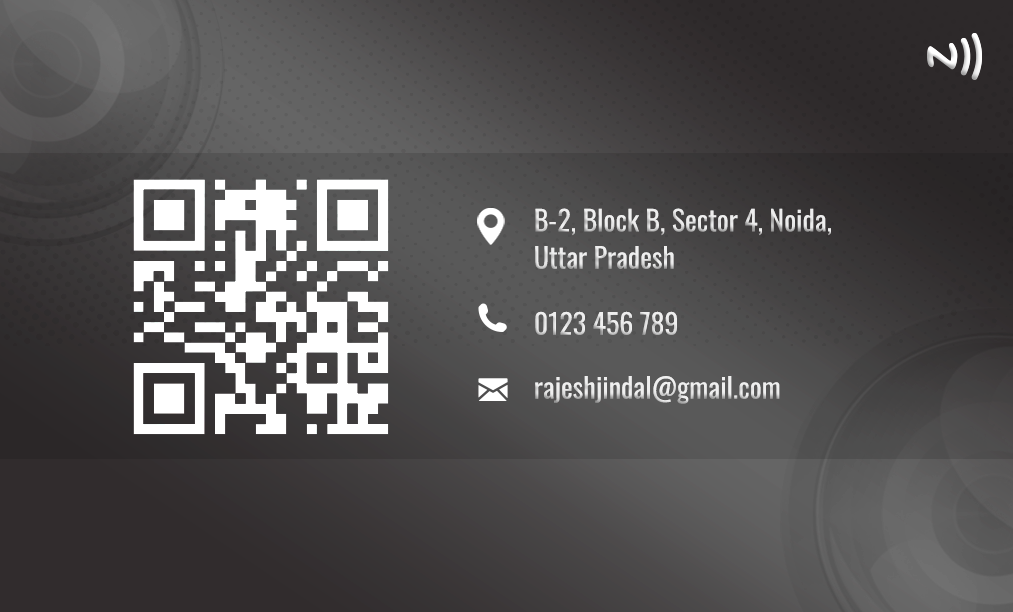 B-2, Block B, Sector 4, Noida,
Uttar Pradesh
0123 456 789
rajeshjindal@gmail.com